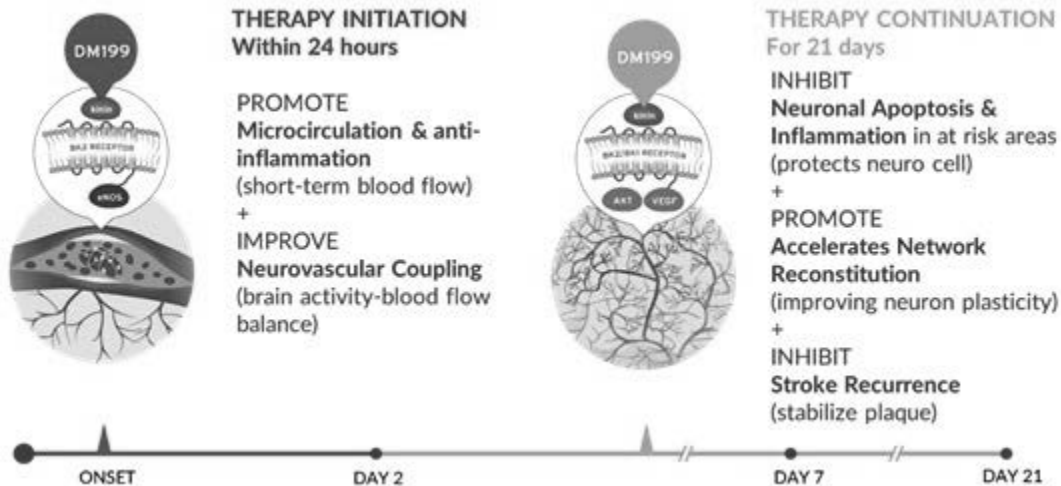 DM199
kinin
BK2 RECEPTOR
eNOS
THERAPY INITIATION
Within 24 hours
PROMOTE
Microcirculation & anti-
inflammation
(short-term blood flow)
+
IMPROVE
Neurovascular Coupling
(brain activity-blood flow
balance)
DM199
kinin
BK2/BK1 RECEPTOR
AKT
VEGF
THERAPY CONTINUATION
For 21 days
INHIBIT
Neuronal Apoptosis &
Inflammation in at risk areas
(protects neuro cell)
+
PROMOTE
Accelerates Network
Reconstitution
(improving neuron plasticity)
+
INHIBIT
Stroke Recurrence
(stabilize plaque)
ONSET
DAY 2
DAY 7
DAY 21